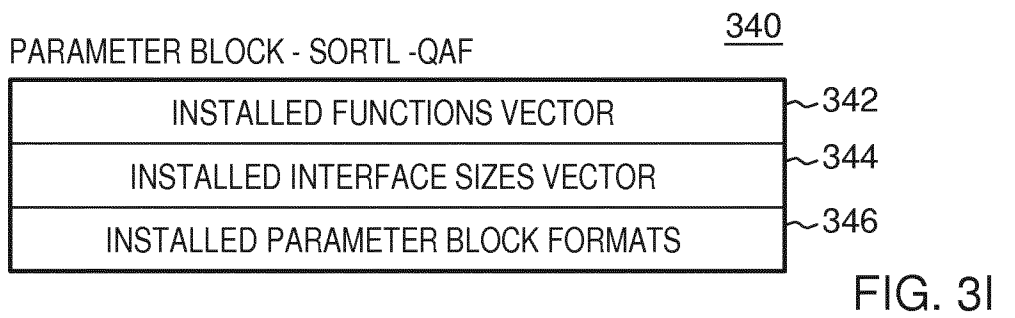 340
PARAMETER BLOCK - SORTL -QAF
INSTALLED FUNCTIONS VECTOR
342
INSTALLED INTERFACE SIZES VECTOR
344
INSTALLED PARAMETER BLOCK FORMATS
346
FIG. 3I